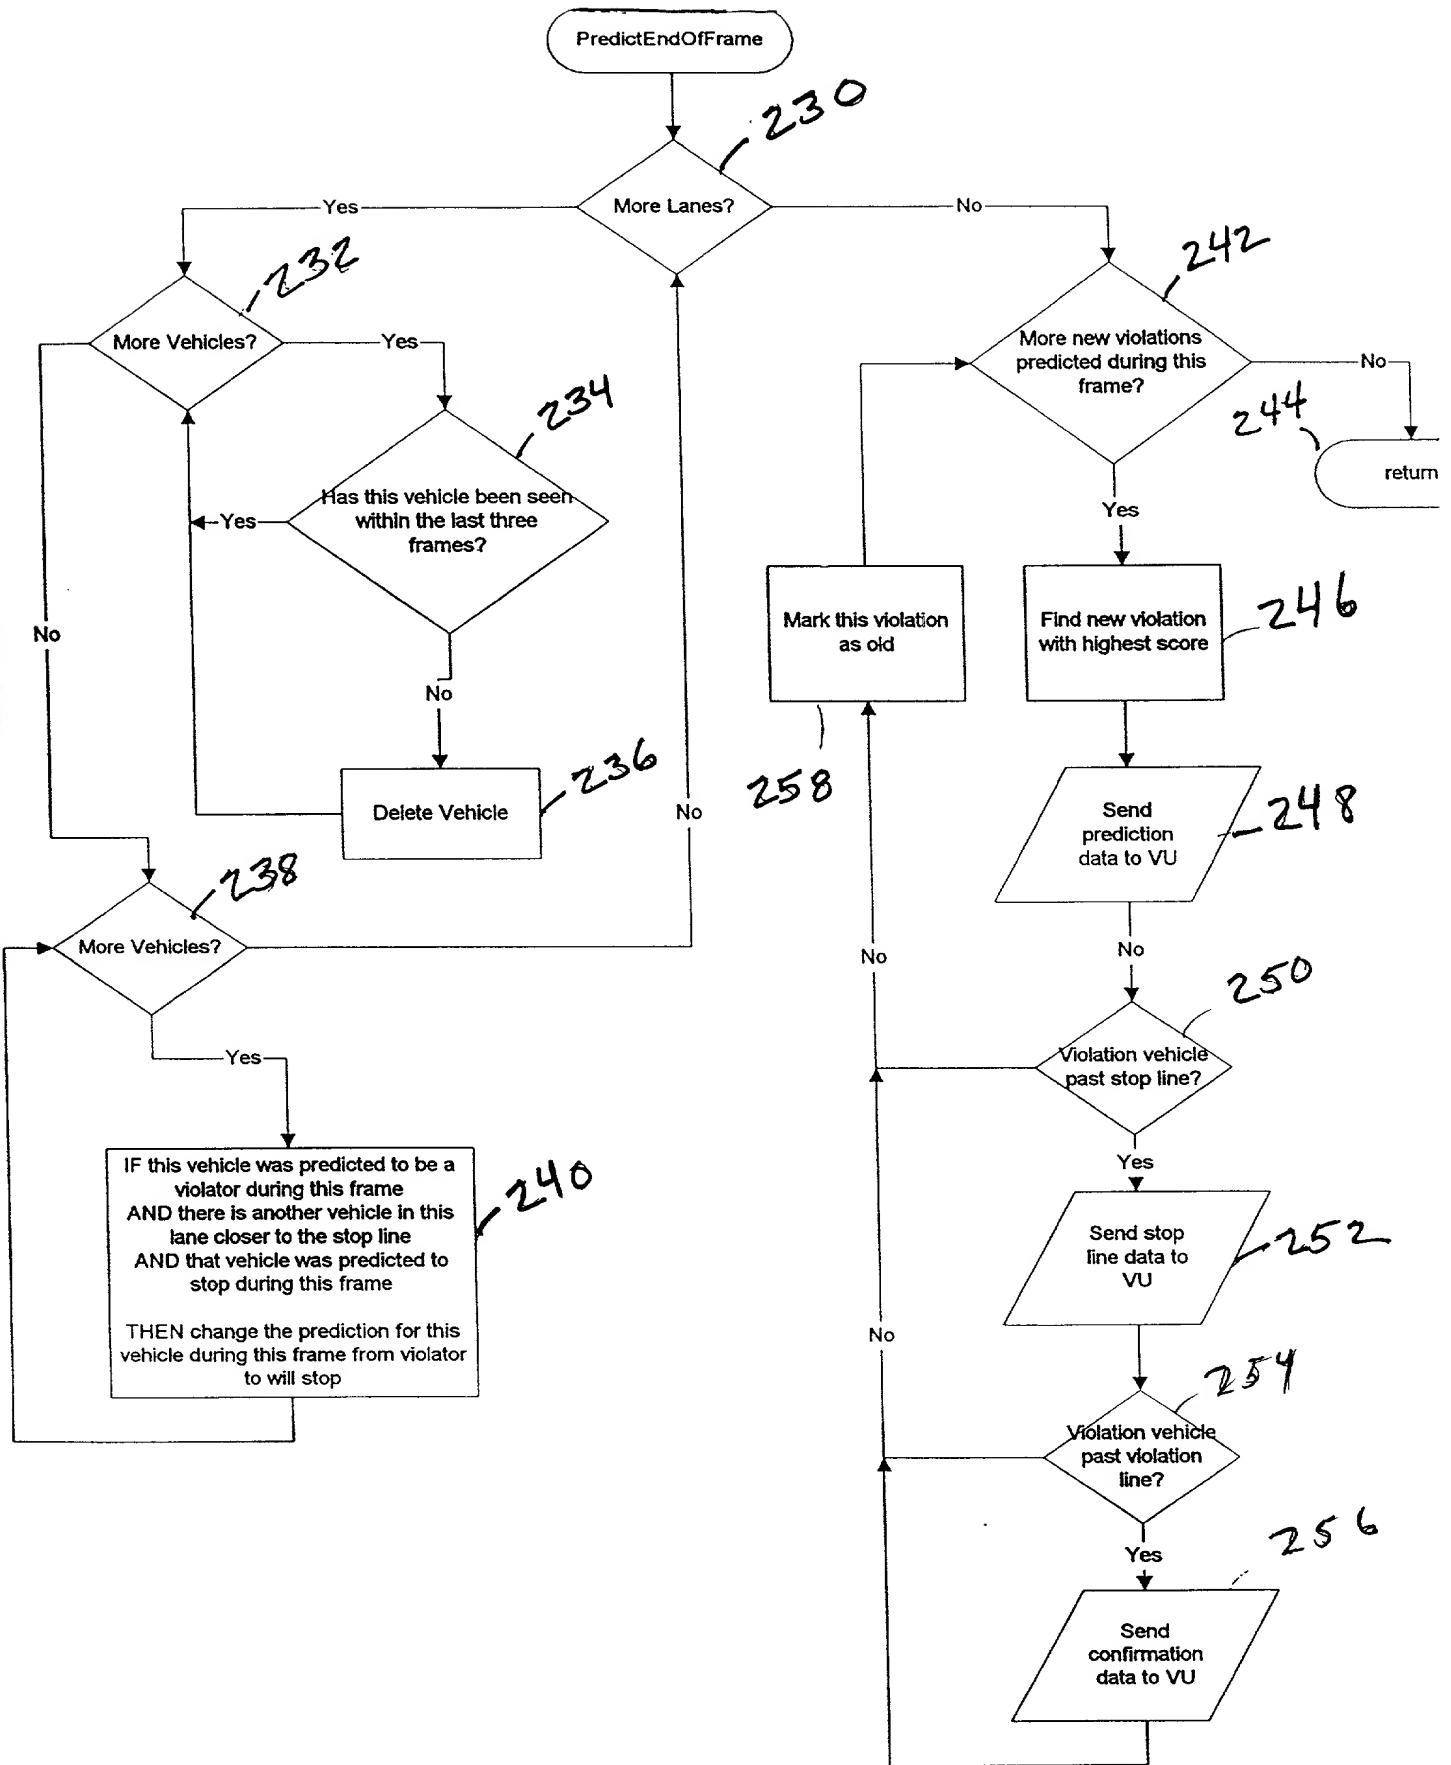 PredictEndOfFrame
230
More Lanes?
Yes
No
232
242
More Vehicles?
Yes
More new violations
predicted during this
frame?
No
234
244
return
Has this vehicle been seen
within the last three
frames?
Yes
Yes
No
No
Mark this violation
as old
Find new violation
with highest score
246
258
236
Delete Vehicle
No
Send
prediction
data to VU
248
238
More Vehicles?
No
No
250
Yes
Violation vehicle
past stop line?
Yes
IF this vehicle was predicted to be a
violator during this frame
AND there is another vehicle in this
lane closer to the stop line
AND that vehicle was predicted to
stop during this frame
THEN change the prediction for this
vehicle during this frame from violator
to will stop
240
Send stop
line data to
VU
252
No
254
Violation vehicle
past violation
line?
Yes
256
Send
confirmation
data to VU